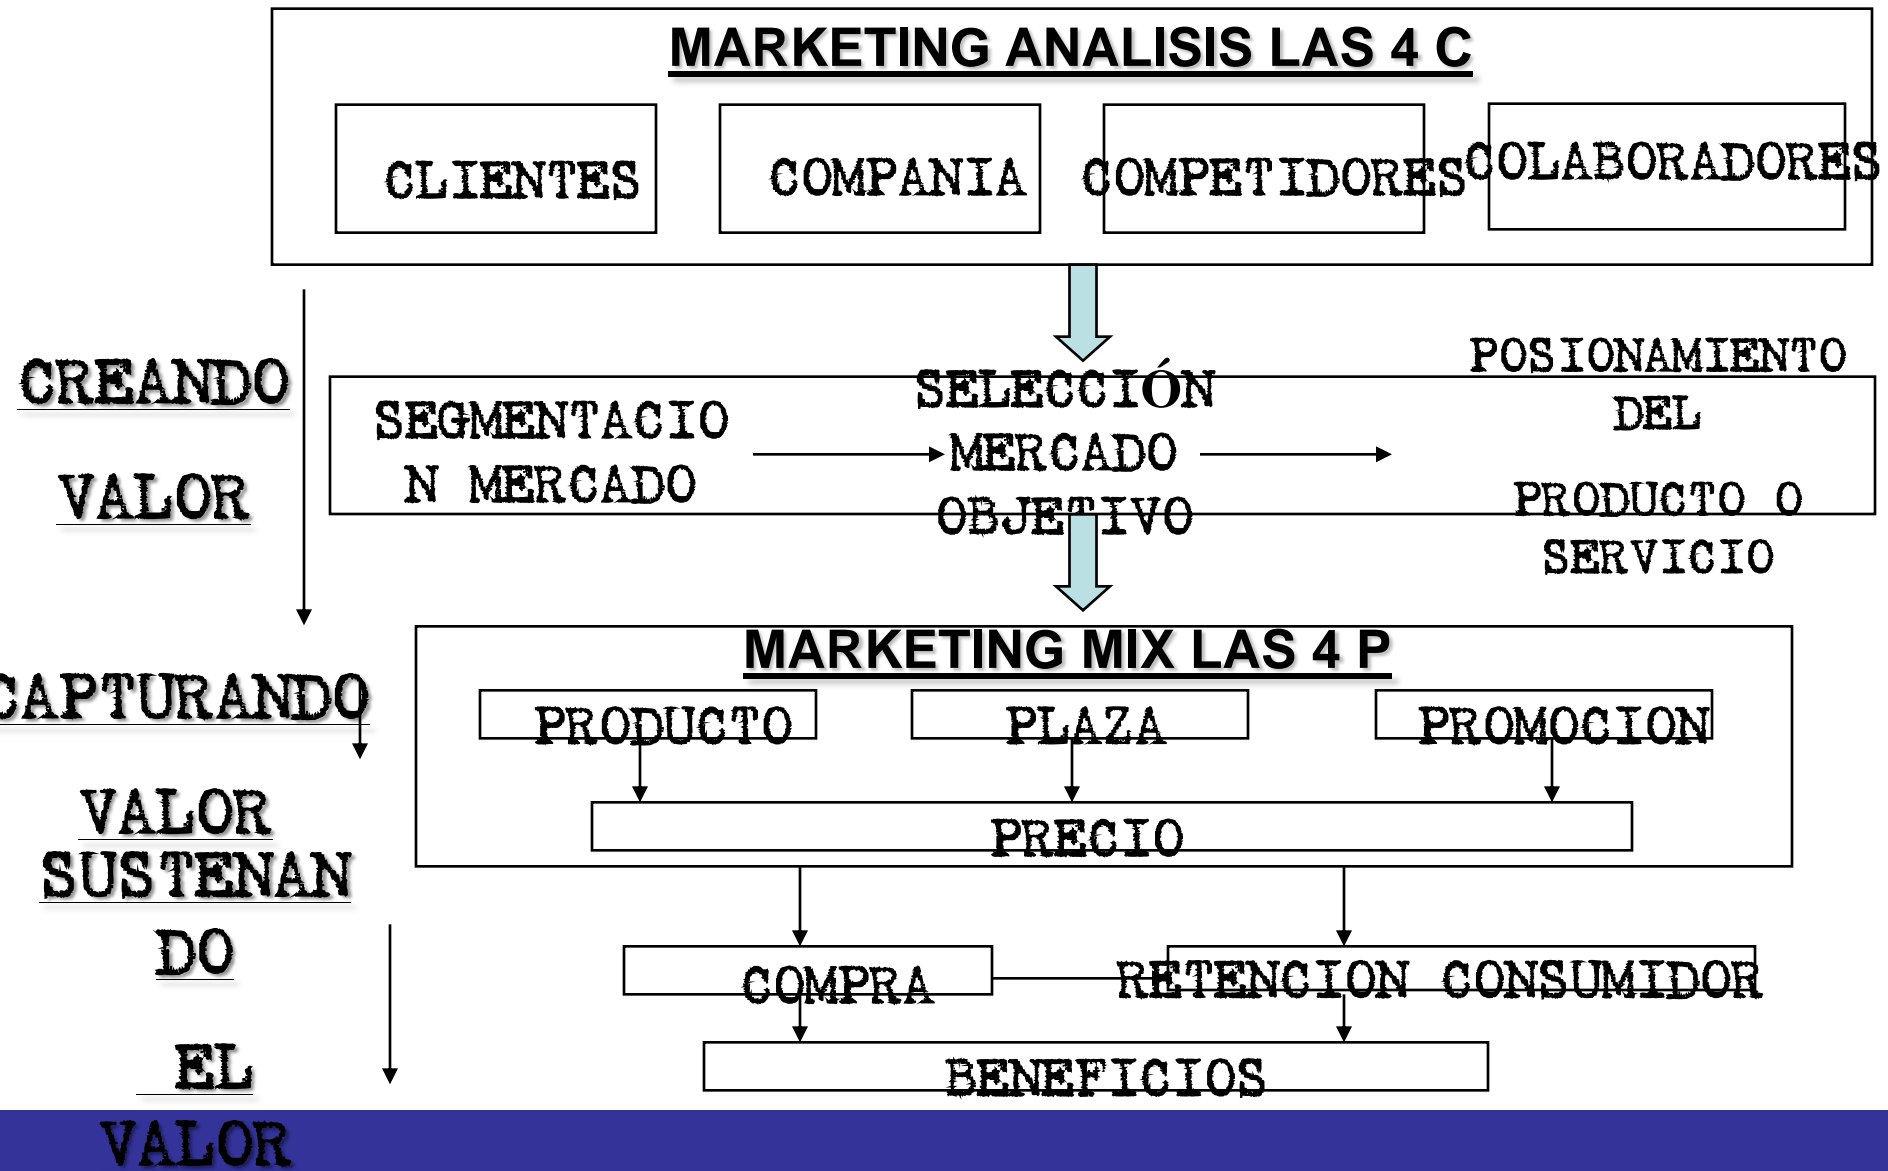 MARKETING ANALISIS LAS 4 C
CLIENTES
COMPANIA
COMPETIDORES
COLABORADORES
CREANDO
VALOR
SEGMENTACIO
N MERCADO
SELECCIÓN
MERCADO
OBJETIVO
POSIONAMIENTO
DEL
PRODUCTO O
SERVICIO
CAPTURANDO
VALOR
MARKETING MIX LAS 4 P
PRODUCTO
PLAZA
PROMOCION
PRECIO
SUSTENAN
DO
EL
VALOR
COMPRA
RETENCION CONSUMIDOR
BENEFICIOS